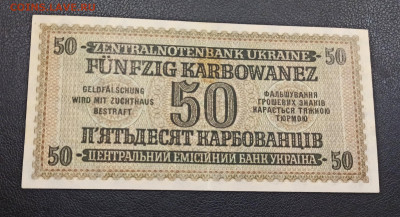 50 ZENTRALNOTENBANK UKRAINE 50
FÜNFZIG KARBOWANEZ
GELDFÄLSCHUNG
WIRD MIT ZUCHTHAUS
BESTRAFT
50
ФАЛЬШУВАННЯ
ГРОШЕВИХ ЗНАКІВ
КАРАЄТЬСЯ ТЯЖКОЮ
ТЮРМОЮ
П'ЯТЬДЕСЯТ КАРБОВАНЦІВ
50 ЦЕНТРАЛЬНИЙ ЕМІСІЙНИЙ БАНК УКРАЇНА 50